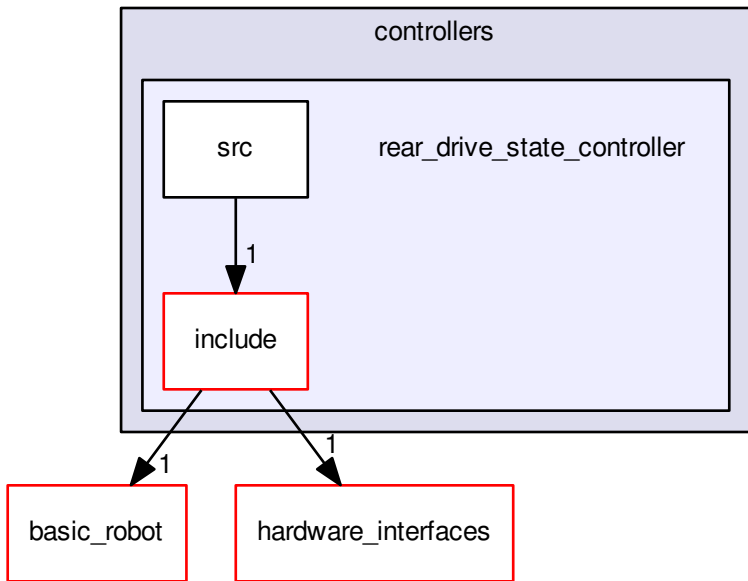 controllers
src
rear_drive_state_controller
1
include
1
1
basic_robot
hardware_interfaces